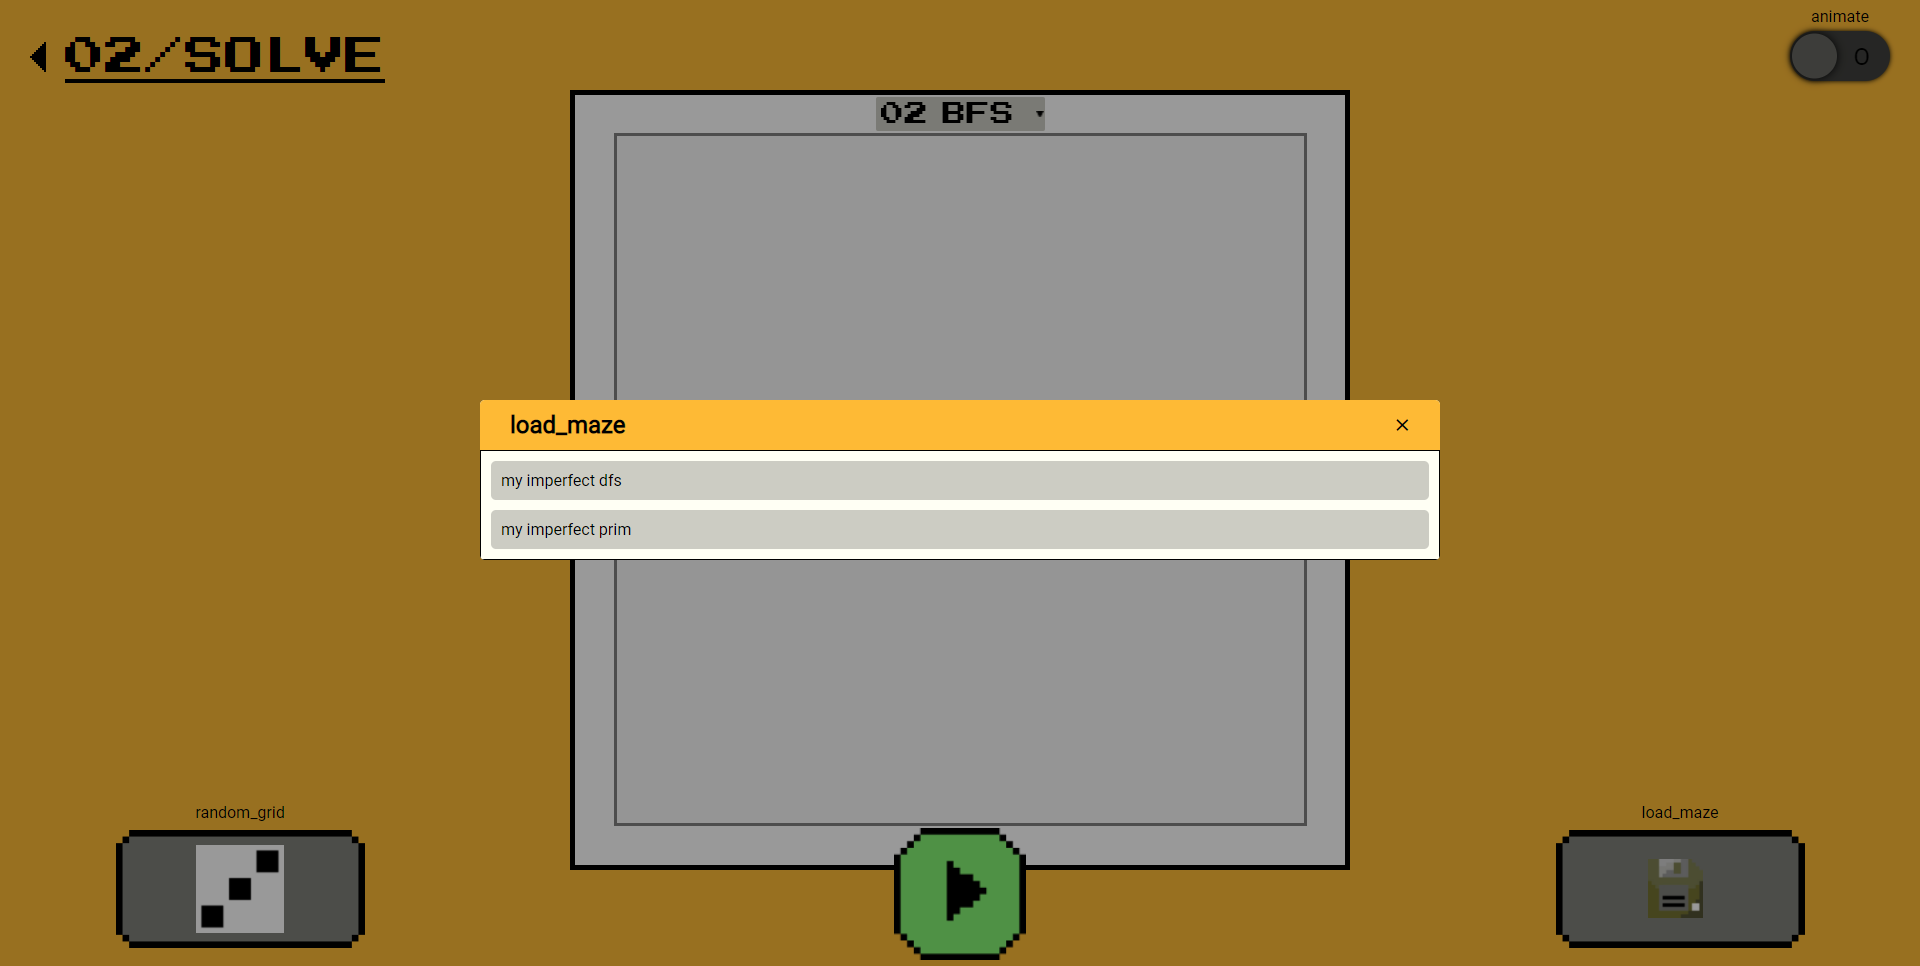 02/SOLVE
animate
0
02 BFS
load_maze
my imperfect dfs
my imperfect prim
random_grid
load_maze